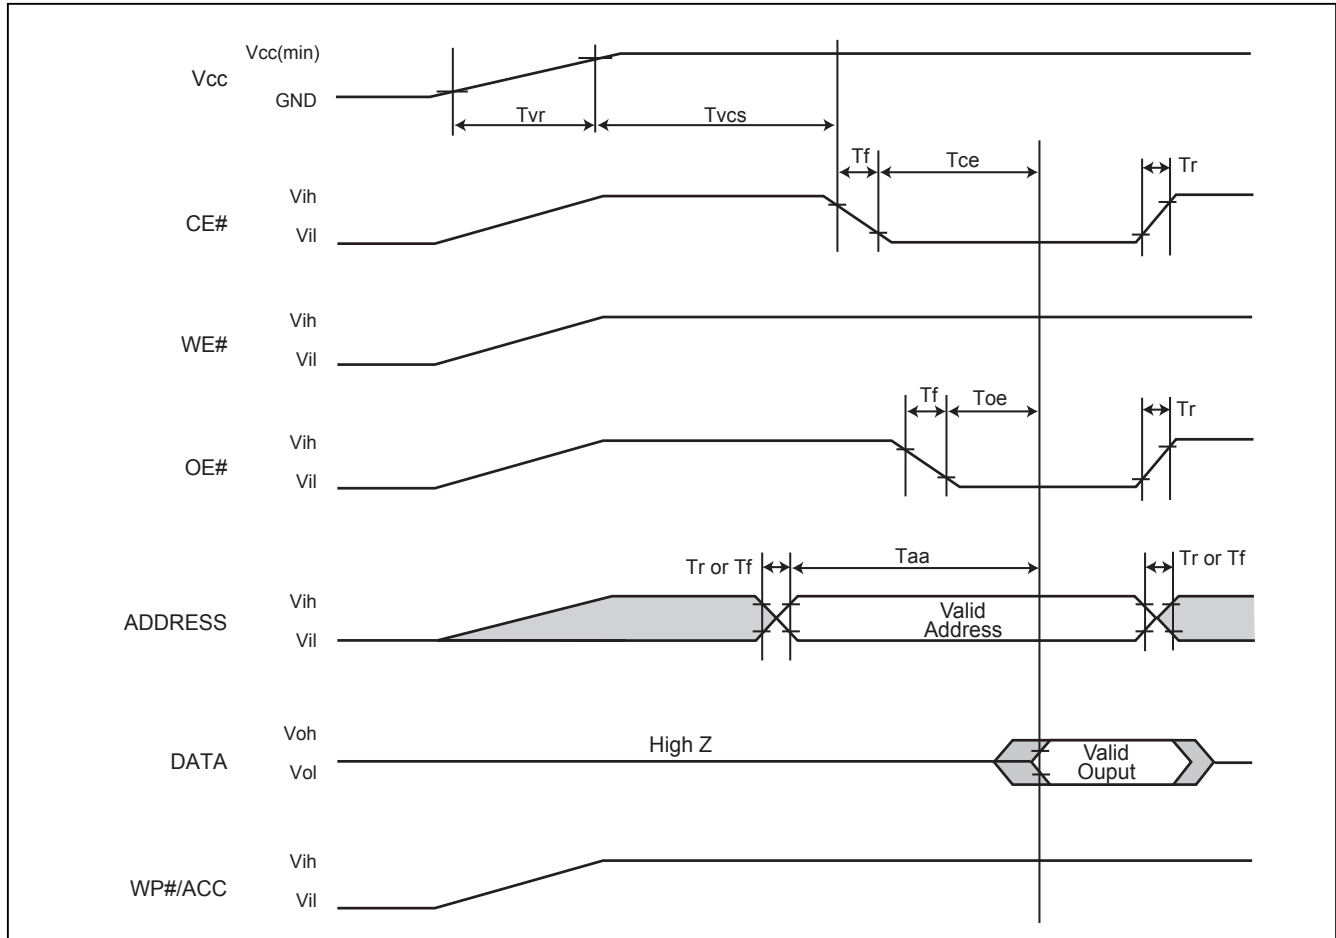 Vcc(min)
Vcc
GND
Tvr
Tvcs
Tf
Tce
Tr
Vih
CE#
Vil
Vih
WE#
Vil
Tf
Toe
Tr
Vih
OE#
Vil
Tr or Tf
Taa
Tr or Tf
Vih
ADDRESS
Vil
Valid
Address
Voh
High Z
DATA
Vol
Valid
Ouput
Vih
WP#/ACC
Vil